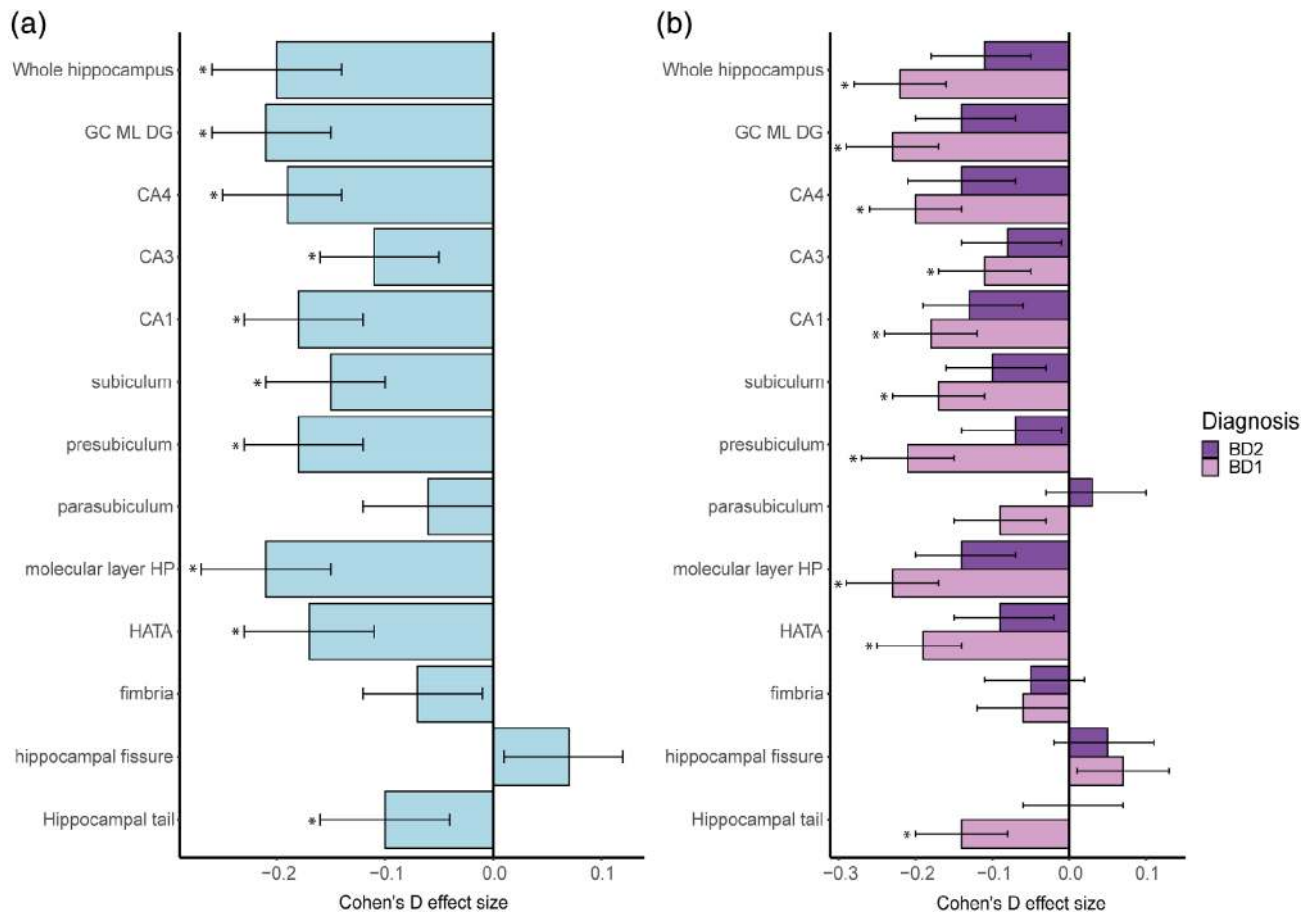 (a)
Whole hippocampus
*
GC ML DG
*
CA4
*
CA3
*
CA1
*
subiculum
*
presubiculum
*
parasubiculum
molecular layer HP
*
HATA
*
fimbria
hippocampal fissure
Hippocampal tail
*
−0.2 −0.1 0.0 0.1
Cohen's D effect size
(b)
Whole hippocampus
*
GC ML DG
*
CA4
*
CA3
*
CA1
*
subiculum
*
presubiculum
*
parasubiculum
molecular layer HP
*
HATA
*
fimbria
hippocampal fissure
Hippocampal tail
*
−0.3 −0.2 −0.1 0.0 0.1
Cohen's D effect size
Diagnosis
BD2
BD1